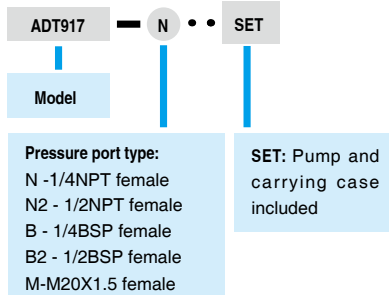 ADT917 N SET
Model
Pressure port type:
N -1/4NPT female
N2 - 1/2NPT female
B - 1/4BSP female
B2 - 1/2BSP female
M-M20X1.5 female
SET: Pump and
carrying case
included